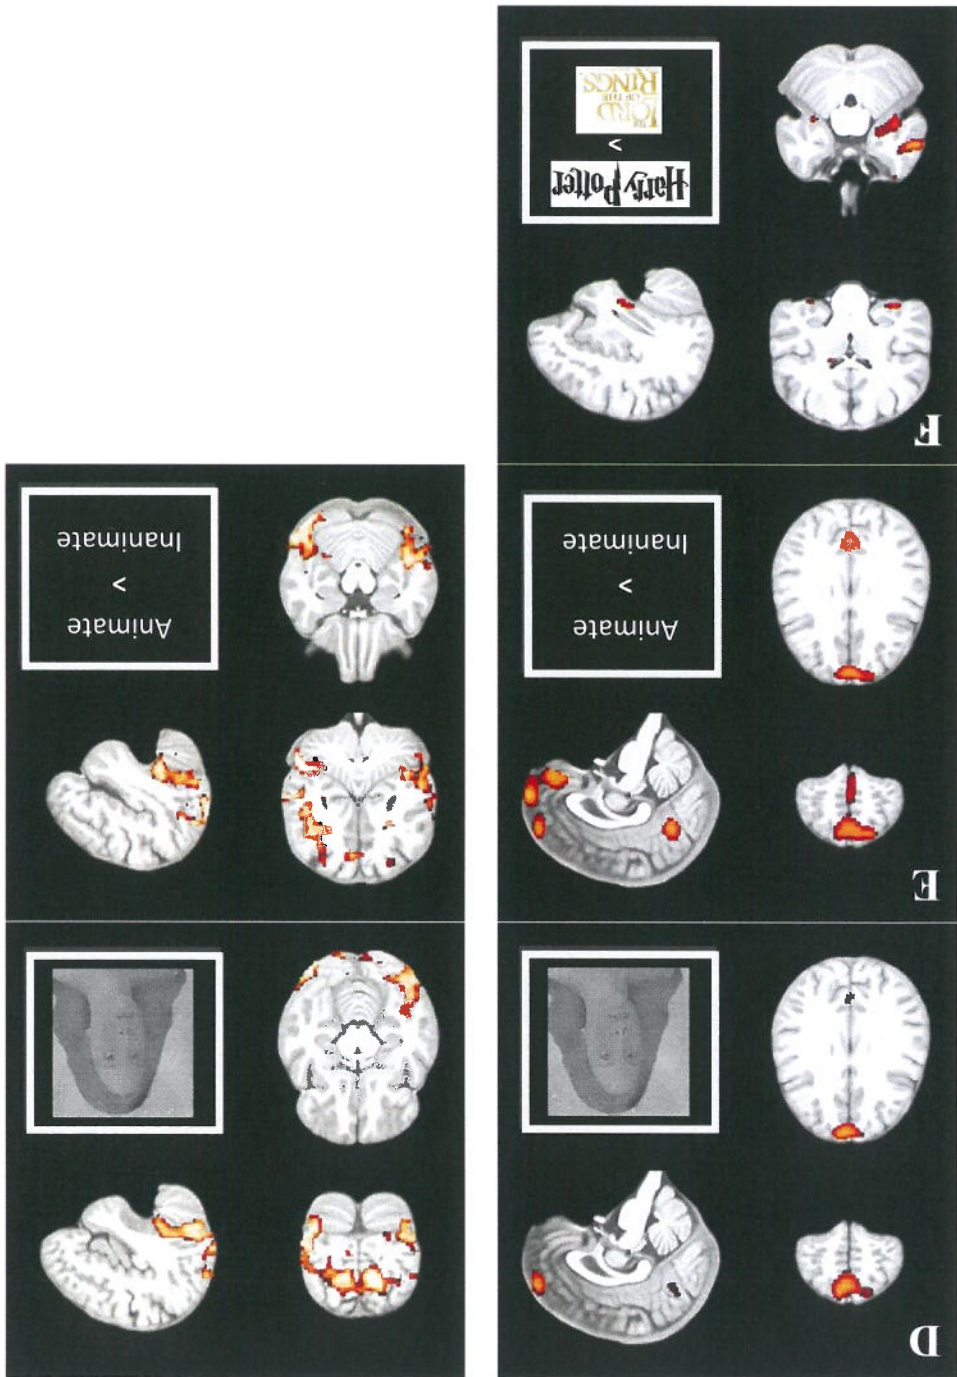 D
E
Animate
>
Inanimate
Animate
>
Inanimate
F
Harry Potter
>
THE
LORD
OF THE
RINGS